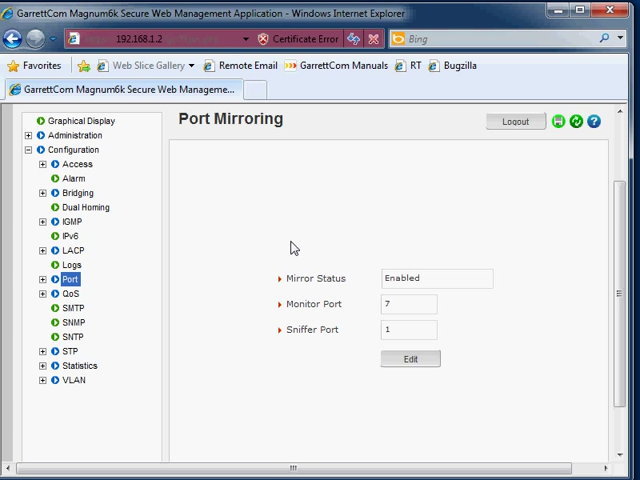 GarrettCom Magnum6k Secure Web Management Application - Windows Internet Explorer
192.168.1.2
Certificate Error
Bing
Favorites
Web Slice Gallery
Remote Email
GarrettCom Manuals
RT
Bugzilla
GarrettCom Magnum6k Secure Web Manageme...
Graphical Display
Administration
Configuration
Access
Alarm
Bridging
Dual Homing
IGMP
IPv6
LACP
Logs
Port
QoS
SMTP
SNMP
SNTP
STP
Statistics
VLAN
Port Mirroring
Logout
Mirror Status
Enabled
Monitor Port
7
Sniffer Port
1
Edit